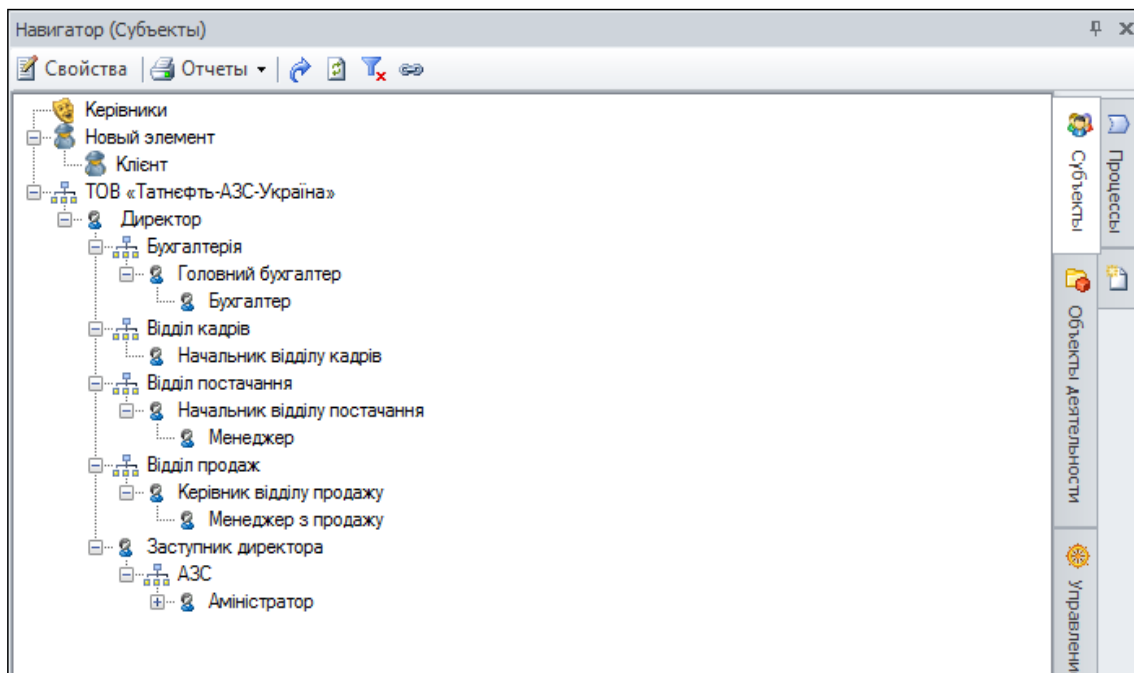 Навигатор (Субъекты)
Свойства Отчеты
Керівники
Новый элемент
Клієнт
ТОВ «Татнєфть-АЗС-Україна»
Директор
Бухгалтерія
Головний бухгалтер
Бухгалтер
Відділ кадрів
Начальник відділу кадрів
Відділ постачання
Начальник відділу постачання
Менеджер
Відділ продаж
Керівник відділу продажу
Менеджер з продажу
Заступник директора
АЗС
Аміністратор
Субъекты
Объекты деятельности
Управлени
Процессы